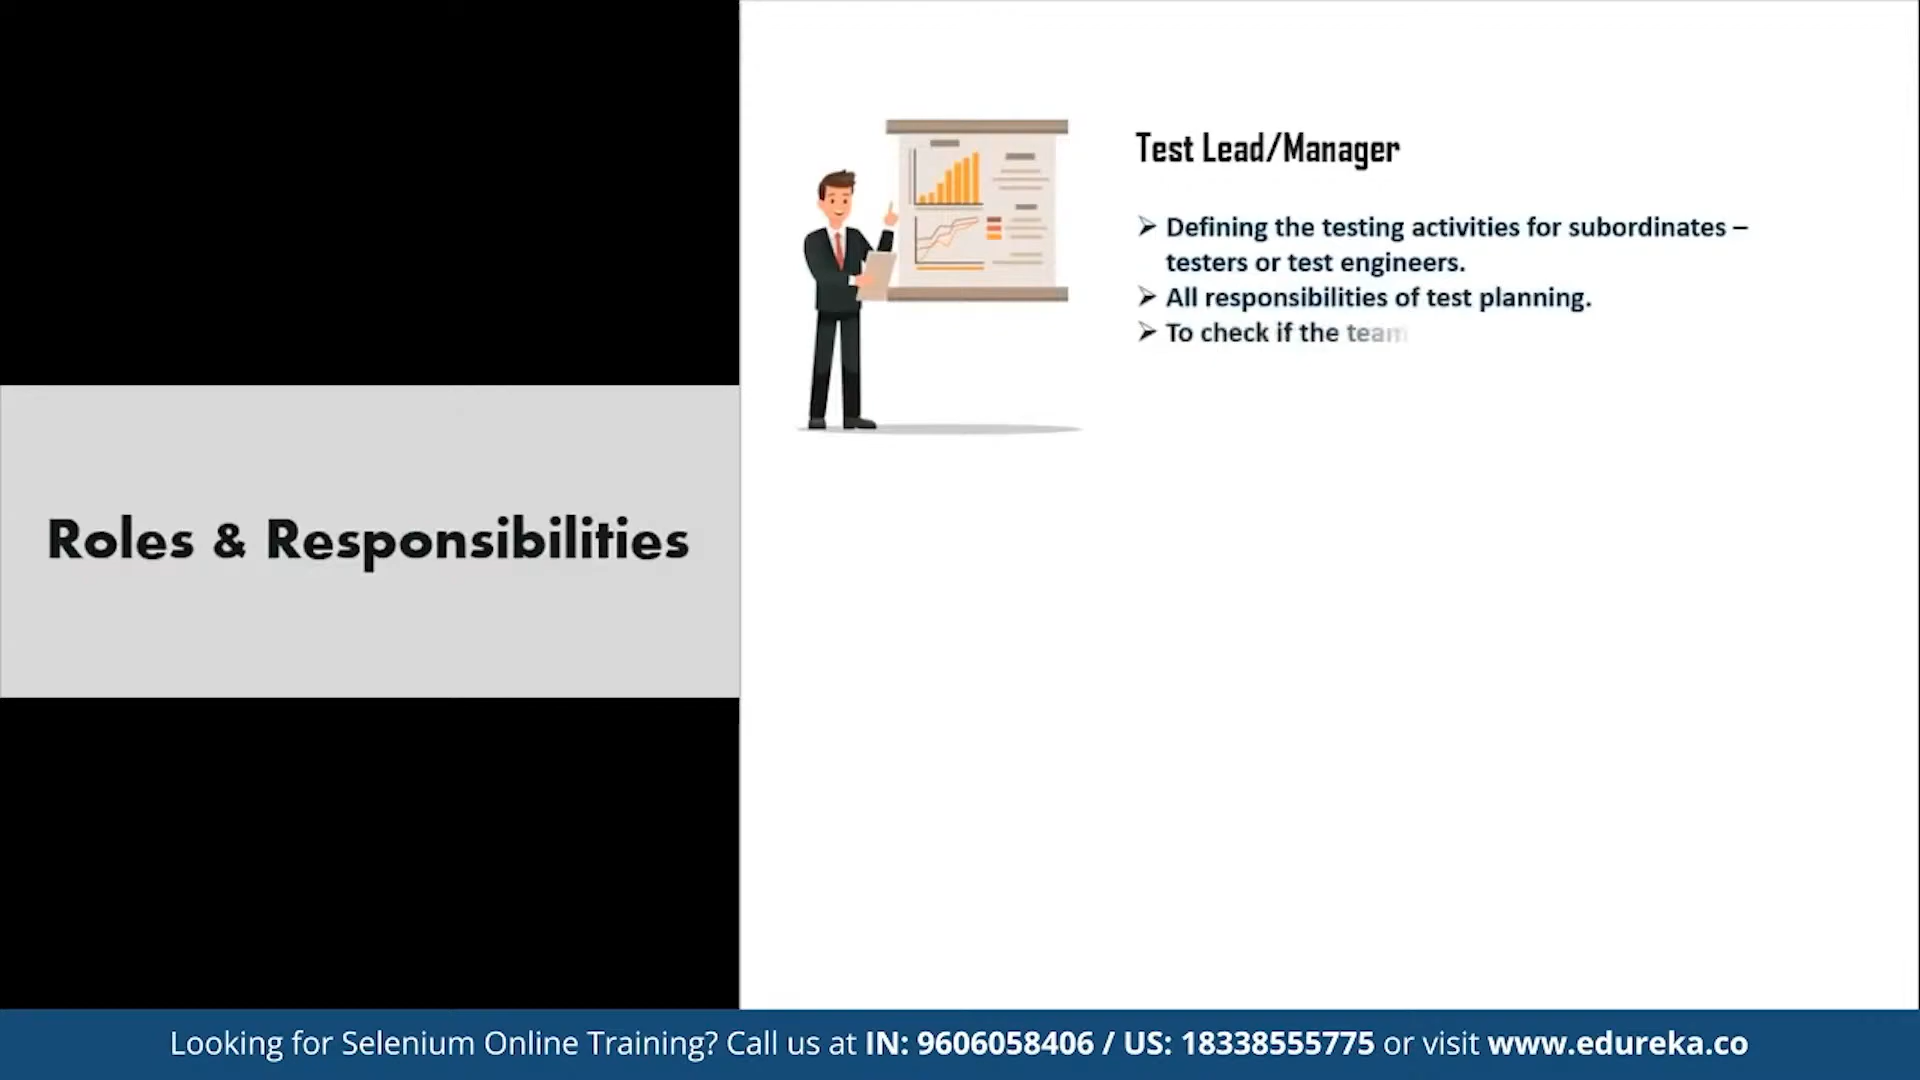 Roles & Responsibilities
Test Lead/Manager
➢ Defining the testing activities for subordinates –
testers or test engineers.
➢ All responsibilities of test planning.
➢ To check if the team
Looking for Selenium Online Training? Call us at IN: 9606058406 / US: 18338555775 or visit www.edureka.co